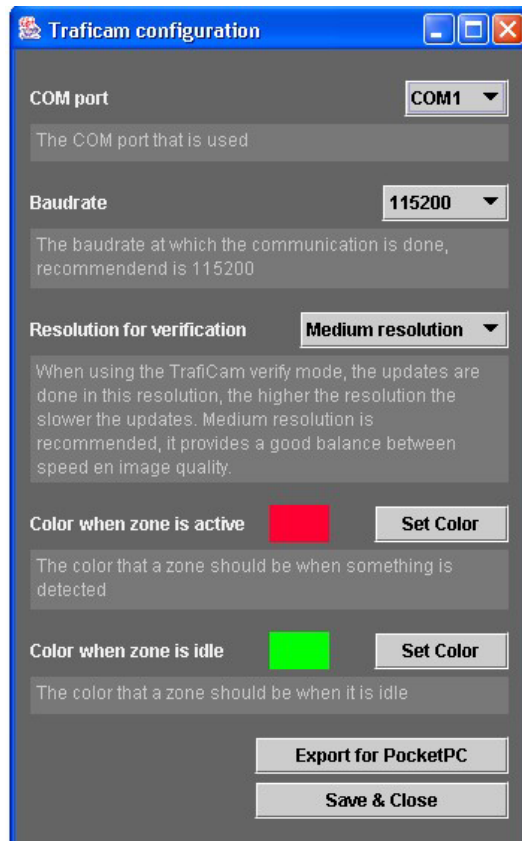 Traficam configuration
COM port
COM1
The COM port that is used
Baudrate
115200
The baudrate at which the communication is done,
recommendend is 115200
Resolution for verification
Medium resolution
When using the TrafiCam verify mode, the updates are
done in this resolution, the higher the resolution the
slower the updates. Medium resolution is
recommended, it provides a good balance between
speed en image quality.
Color when zone is active
Set Color
The color that a zone should be when something is
detected
Color when zone is idle
Set Color
The color that a zone should be when it is idle
Export for PocketPC
Save & Close